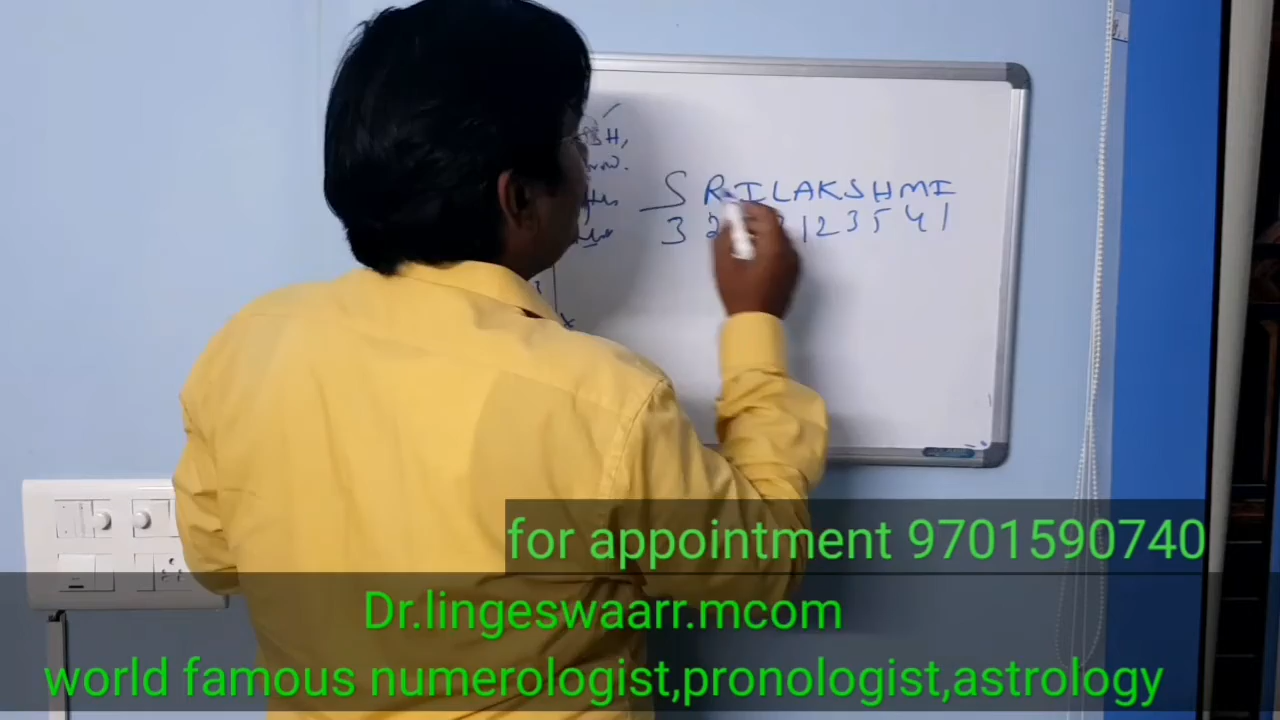 SRILAKSHMI
3 2 1 2 3 5 4 1
for appointment 9701590740
Dr.lingeswaarr.mcom
world famous numerologist,pronologist,astrology